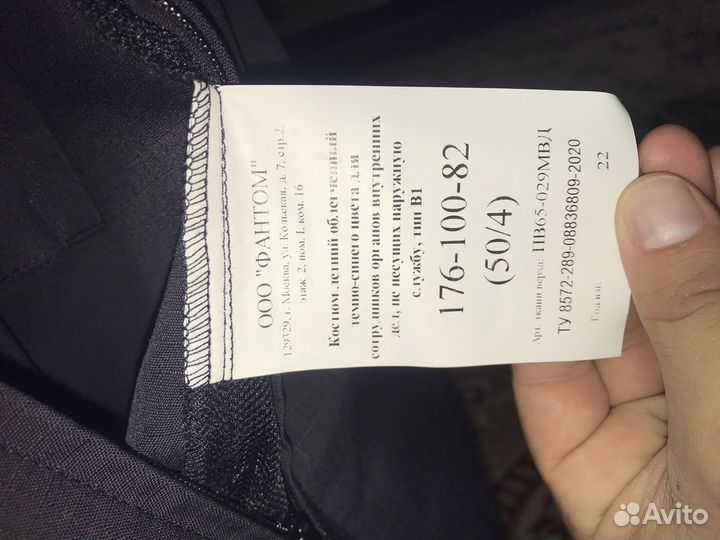 ООО "ФАНТОМ"
129329, г. Москва, ул. Кольская, д. 7, стр.2,
этаж 2, пом. I, ком. 16
Костюм летний облегченный
темно-синего цвета для
сотрудников органов внутренних
дел, не несущих наружную
службу, тип В1
176-100-82
(50/4)
Арт. ткани верха: ПВ65-029МВД
ТУ 8572-289-08836809-2020
22
Avito